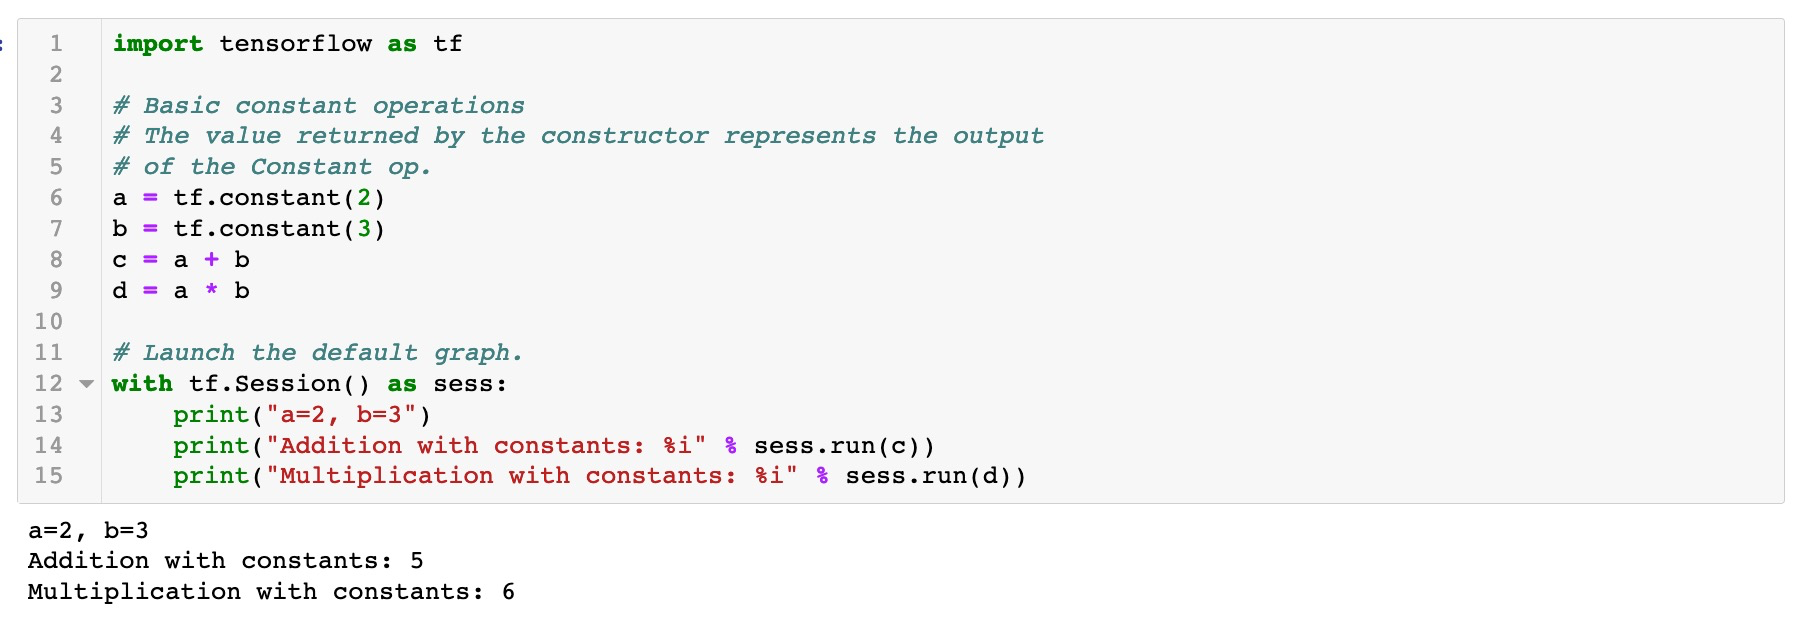 :
1 import tensorflow as tf
2
3 # Basic constant operations
4 # The value returned by the constructor represents the output
5 # of the Constant op.
6 a = tf.constant(2)
7 b = tf.constant(3)
8 c = a + b
9 d = a * b
10
11 # Launch the default graph.
12 with tf.Session() as sess:
13     print("a=2, b=3")
14     print("Addition with constants: %i" % sess.run(c))
15     print("Multiplication with constants: %i" % sess.run(d))
a=2, b=3
Addition with constants: 5
Multiplication with constants: 6